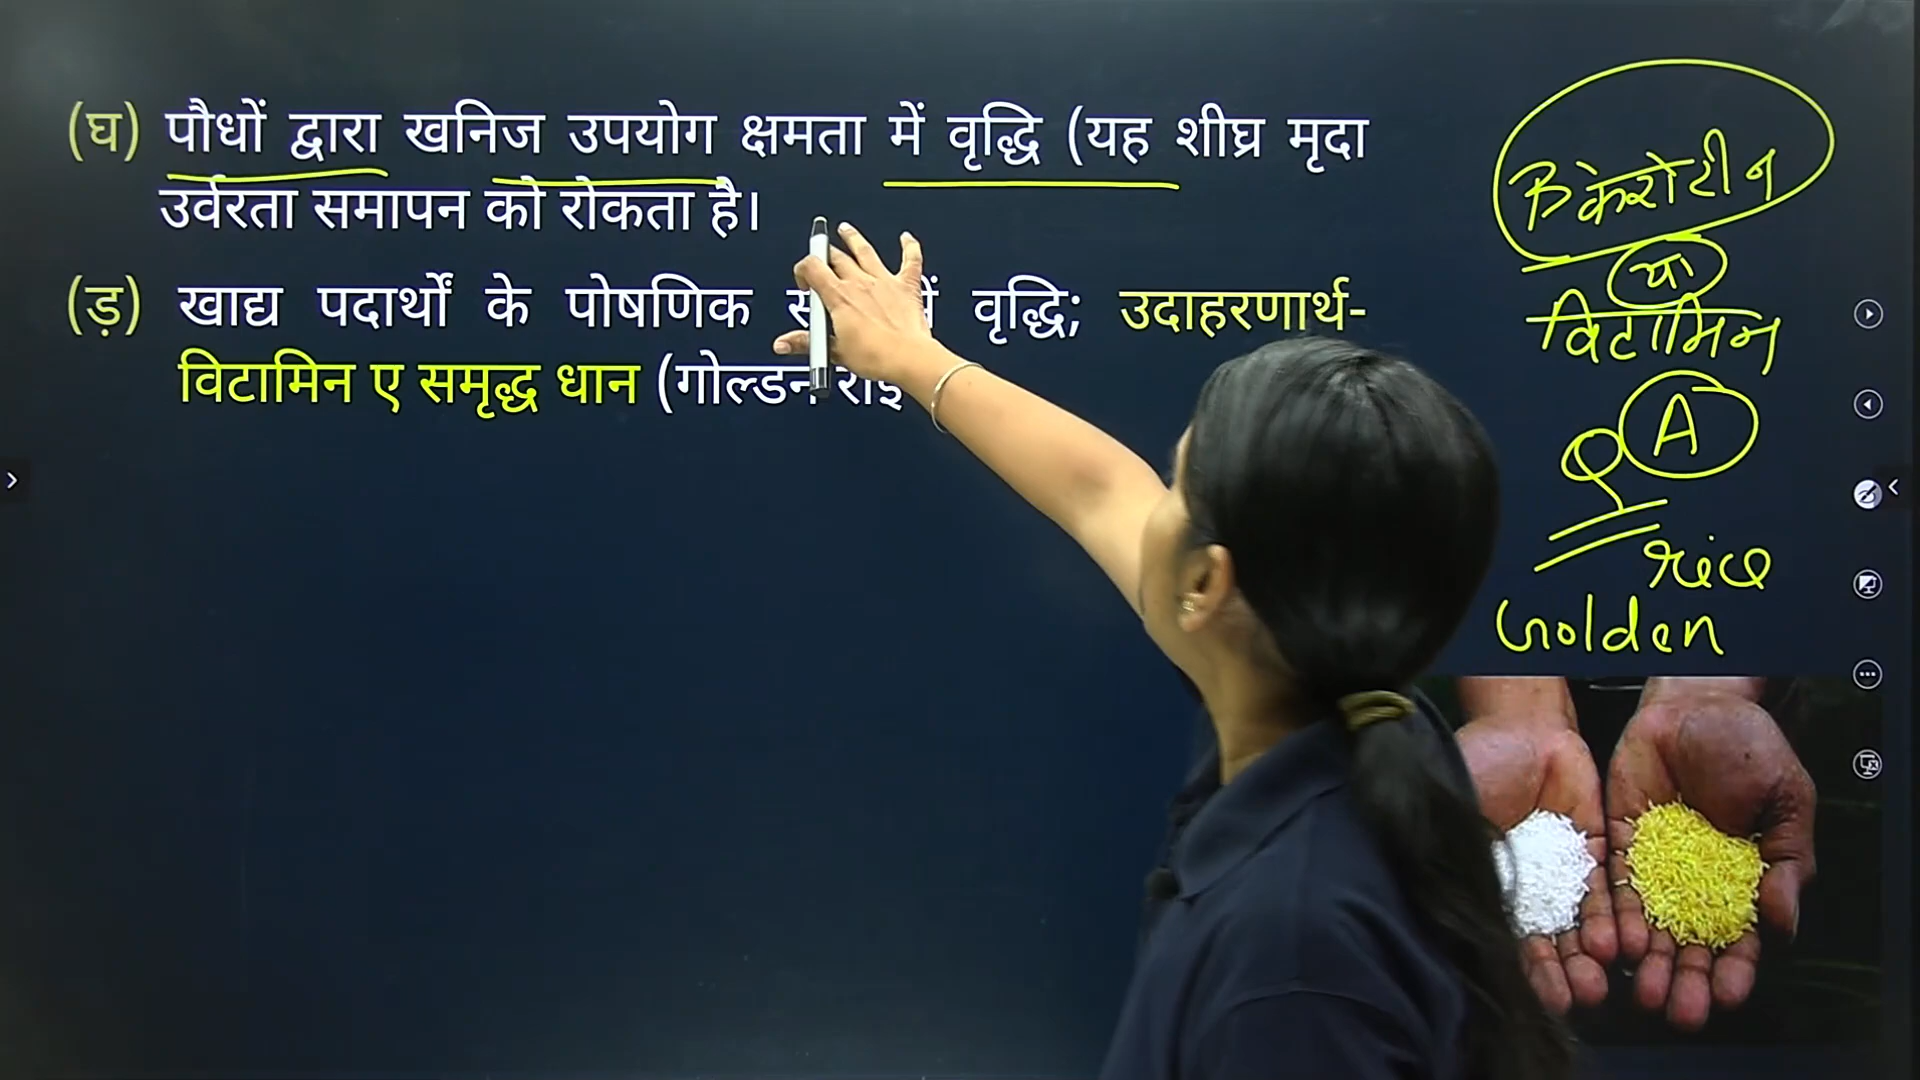 (घ) पौधों द्वारा खनिज उपयोग क्षमता में वृद्धि (यह शीघ्र मृदा
उर्वरता समापन को रोकता है।
(ड़) खाद्य पदार्थों के पोषणिक में वृद्धि; उदाहरणार्थ-
विटामिन ए समृद्ध धान (गोल्डन
B केरोटीन
या
विटामिन
A
rice
Golden